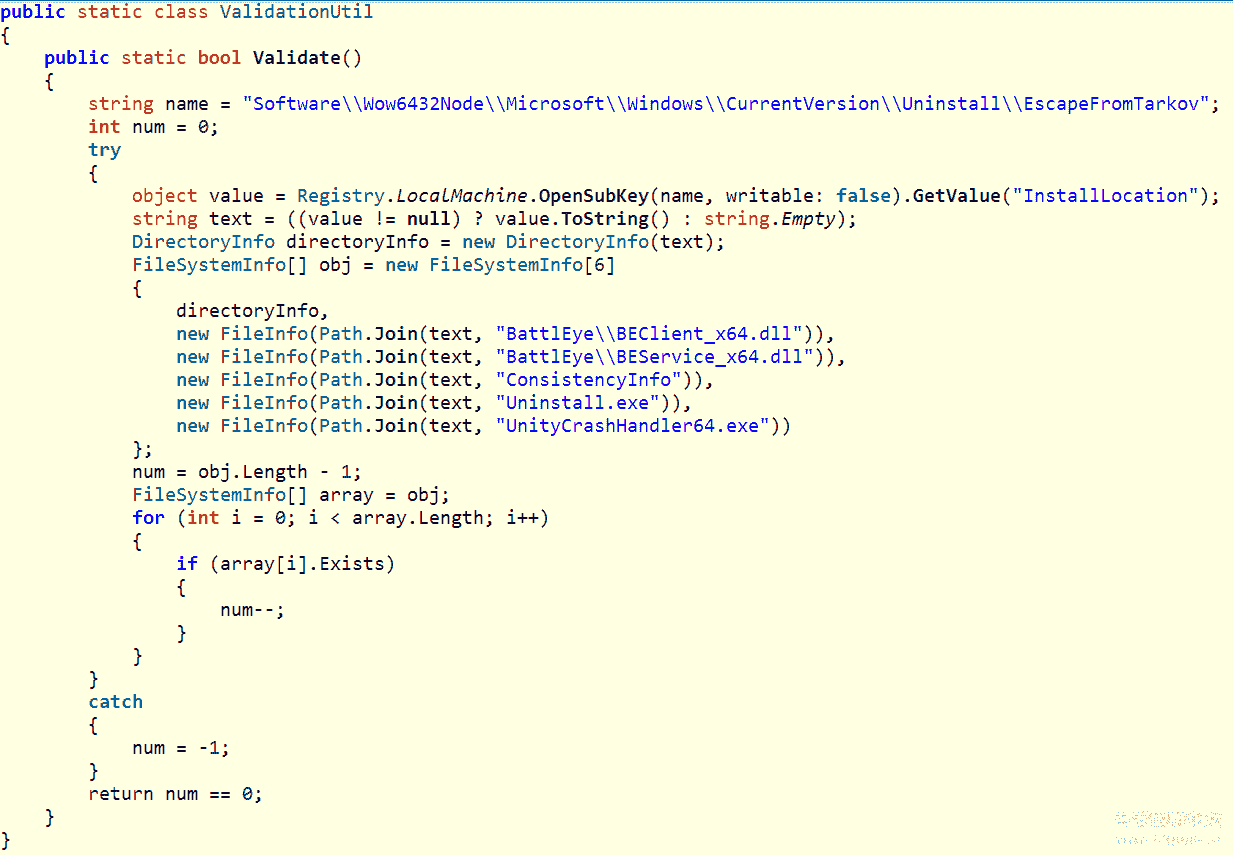 public static class ValidationUtil
{
    public static bool Validate()
    {
        string name = "Software\\Wow6432Node\\Microsoft\\Windows\\CurrentVersion\\Uninstall\\EscapeFromTarkov";
        int num = 0;
        try
        {
            object value = Registry.LocalMachine.OpenSubKey(name, writable: false).GetValue("InstallLocation");
            string text = ((value != null) ? value.ToString() : string.Empty);
            DirectoryInfo directoryInfo = new DirectoryInfo(text);
            FileSystemInfo[] obj = new FileSystemInfo[6]
            {
                directoryInfo,
                new FileInfo(Path.Join(text, "BattlEye\\BEClient_x64.dll")),
                new FileInfo(Path.Join(text, "BattlEye\\BEService_x64.dll")),
                new FileInfo(Path.Join(text, "ConsistencyInfo")),
                new FileInfo(Path.Join(text, "Uninstall.exe")),
                new FileInfo(Path.Join(text, "UnityCrashHandler64.exe"))
            };
            num = obj.Length - 1;
            FileSystemInfo[] array = obj;
            for (int i = 0; i < array.Length; i++)
            {
                if (array[i].Exists)
                {
                    num--;
                }
            }
        }
        catch
        {
            num = -1;
        }
        return num == 0;
    }
}